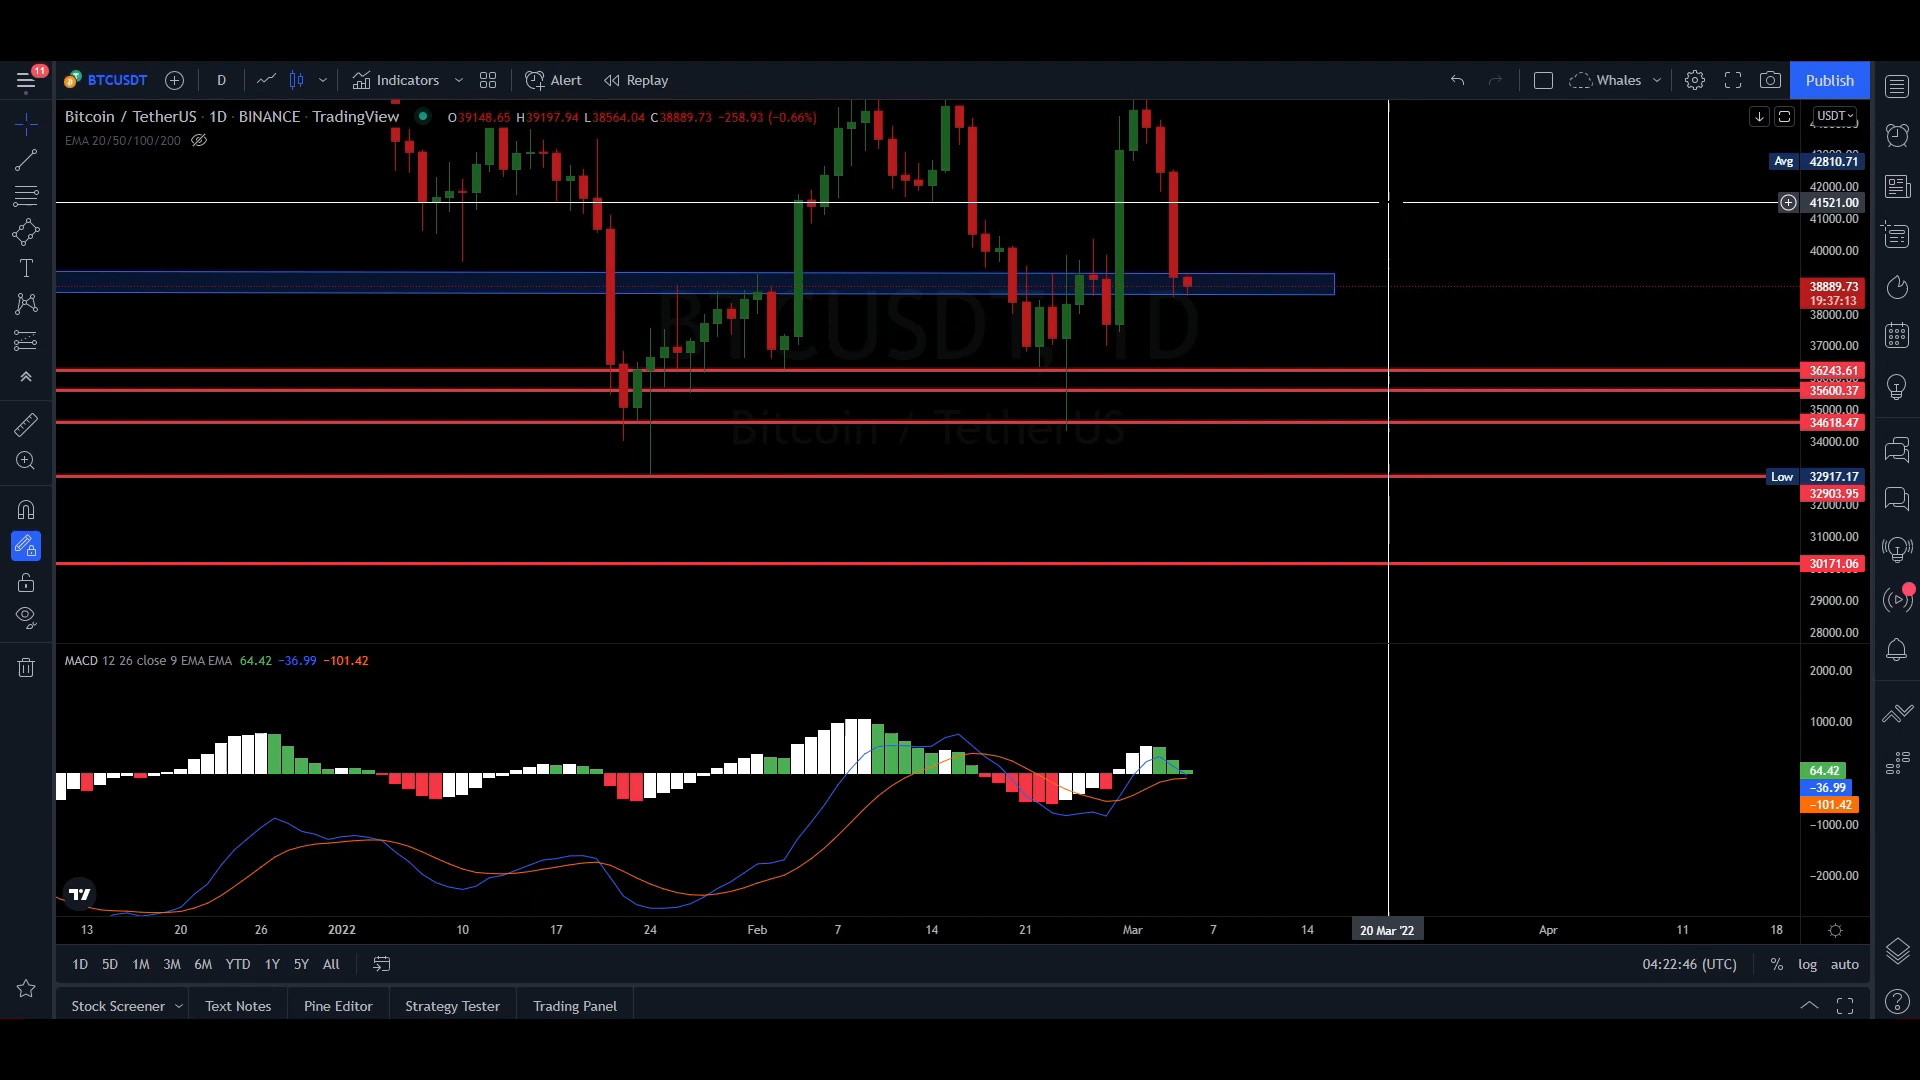 11
BTCUSDT D Indicators Alert Replay Whales Publish
Bitcoin / TetherUS · 1D · BINANCE · TradingView O39148.65 H39197.94 L38564.04 C38889.73 −258.93 (−0.66%)
USDT
EMA 20/50/100/200
Avg 42810.71
42000.00
41521.00
41000.00
40000.00
38889.73
19:37:13
38000.00
BTCUSDT, 1D
37000.00
36243.61
35600.37
35000.00
34618.47
Bitcoin / TetherUS
34000.00
Low 32917.17
32903.95
32000.00
31000.00
30171.06
29000.00
28000.00
MACD 12 26 close 9 EMA EMA 64.42 −36.99 −101.42
2000.00
1000.00
64.42
−36.99
−101.42
−1000.00
−2000.00
13 20 26 2022 10 17 24 Feb 7 14 21 Mar 7 14 20 Mar '22 Apr 11 18
1D 5D 1M 3M 6M YTD 1Y 5Y All 04:22:46 (UTC) % log auto
Stock Screener Text Notes Pine Editor Strategy Tester Trading Panel